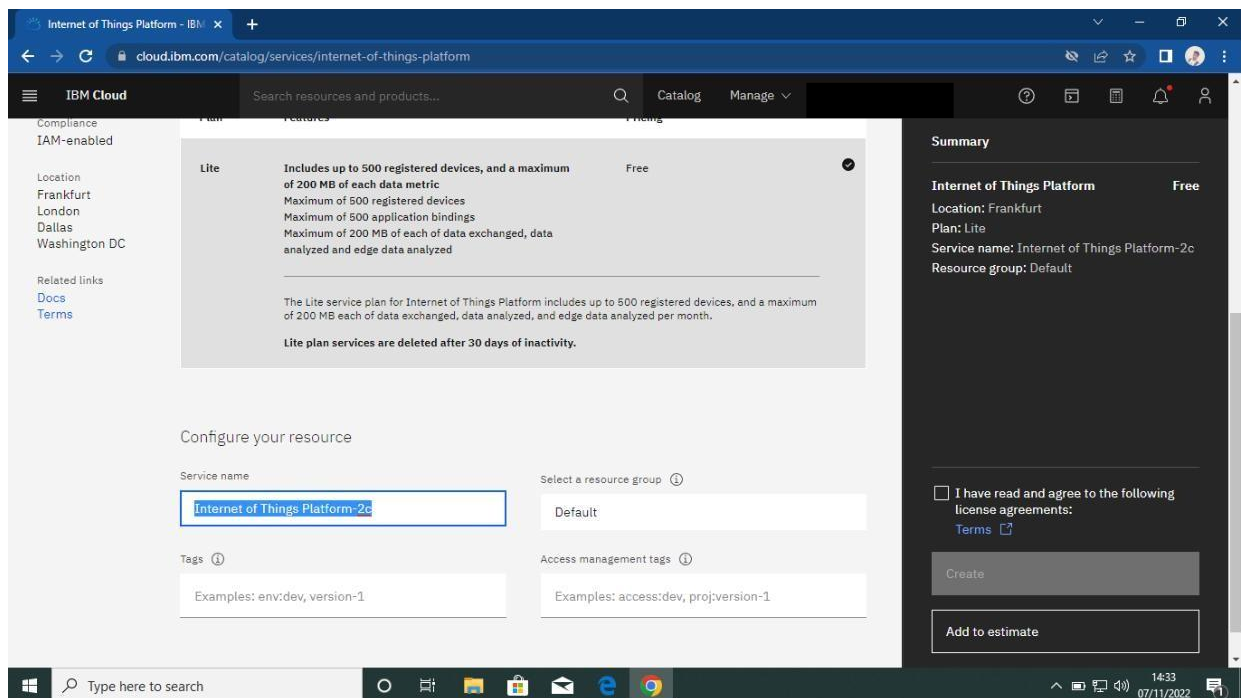 Internet of Things Platform - IBM
cloud.ibm.com/catalog/services/internet-of-things-platform
IBM Cloud
Search resources and products...
Catalog
Manage
Compliance
IAM-enabled
Location
Frankfurt
London
Dallas
Washington DC
Related links
Docs
Terms
Plan Features Pricing
Lite
Includes up to 500 registered devices, and a maximum
of 200 MB of each data metric
Maximum of 500 registered devices
Maximum of 500 application bindings
Maximum of 200 MB of each of data exchanged, data
analyzed and edge data analyzed
Free
The Lite service plan for Internet of Things Platform includes up to 500 registered devices, and a maximum
of 200 MB each of data exchanged, data analyzed, and edge data analyzed per month.
Lite plan services are deleted after 30 days of inactivity.
Configure your resource
Service name
Internet of Things Platform-2c
Select a resource group
Default
Tags
Examples: env:dev, version-1
Access management tags
Examples: access:dev, proj:version-1
Summary
Internet of Things Platform Free
Location: Frankfurt
Plan: Lite
Service name: Internet of Things Platform-2c
Resource group: Default
I have read and agree to the following
license agreements:
Terms
Create
Add to estimate
Type here to search
14:33
07/11/2022
1